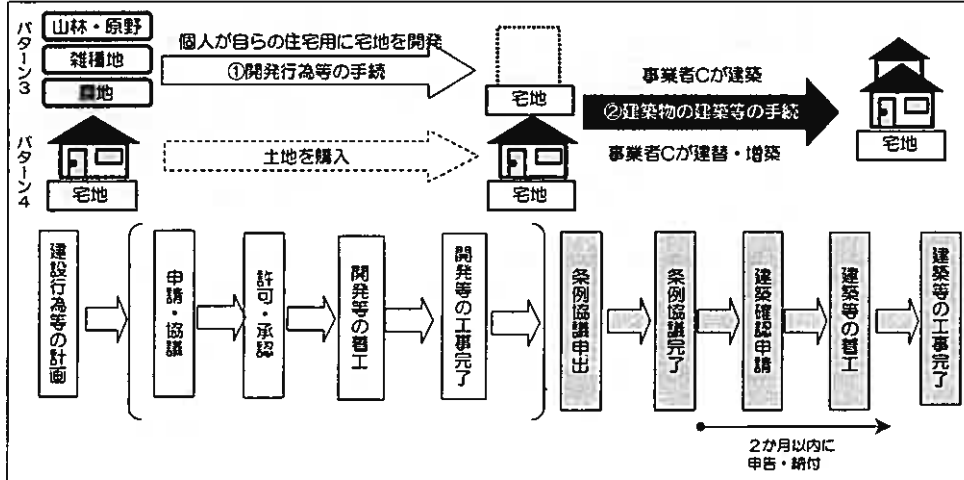 パターン3
山林・原野
雑種地
農地
個人が自らの住宅用に宅地を開発
①開発行為等の手続
宅地
事業者Cが建築
②建築物の建築等の手続
事業者Cが建替・増築
宅地
パターン4
宅地
土地を購入
宅地
建設行為等の計画
申請・協議
許可・承認
開発等の着工
開発等の工事完了
条例協議申出
条例協議完了
建築確認申請
建築等の着工
建築等の工事完了
2か月以内に
申告・納付